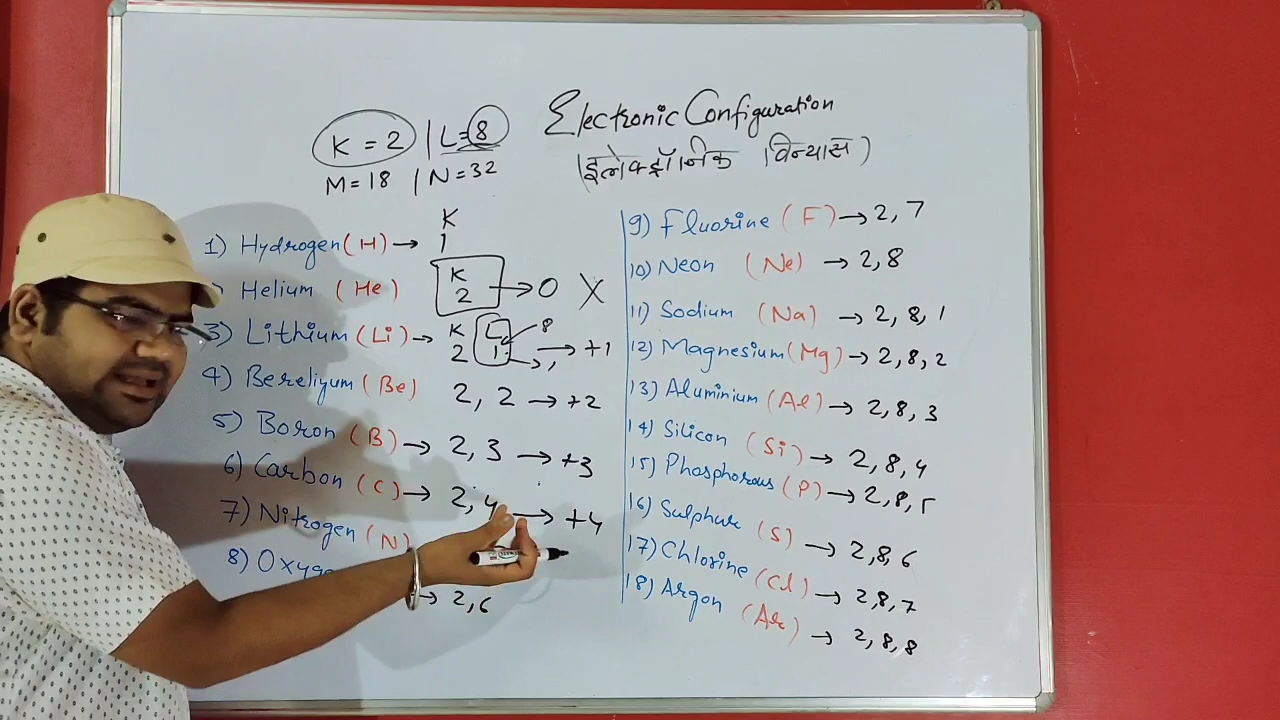 Electronic Configuration
(इलेक्ट्रॉनिक विन्यास)
K = 2 | L = 8
M = 18 | N = 32
K
1) Hydrogen (H) → 1
K
Helium (He) 2 → 0 X
K L 8
3) Lithium (Li) → 2 1 → +1
4) Bereliyum (Be) 2, 2 → +2
5) Boron (B) → 2, 3 → +3
6) Carbon (C) → 2, 4 → +4
7) Nitrogen (N)
8) Oxyge → 2, 6
9) Fluorine (F) → 2, 7
10) Neon (Ne) → 2, 8
11) Sodium (Na) → 2, 8, 1
12) Magnesium (Mg) → 2, 8, 2
13) Aluminium (Al) → 2, 8, 3
14) Silicon (Si) → 2, 8, 4
15) Phosphorous (P) → 2, 8, 5
16) Sulphur (S) → 2, 8, 6
17) Chlorine (Cl) → 2, 8, 7
18) Argon (Ar) → 2, 8, 8